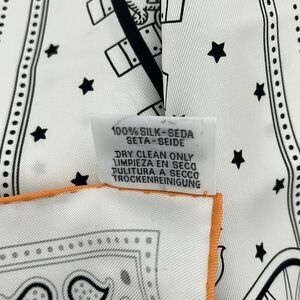 100% SILK-SEDA
SETA-SEIDE
DRY CLEAN ONLY
LIMPIEZA EN SECO
PULITURA A SECCO
TROCKENREINIGUNG